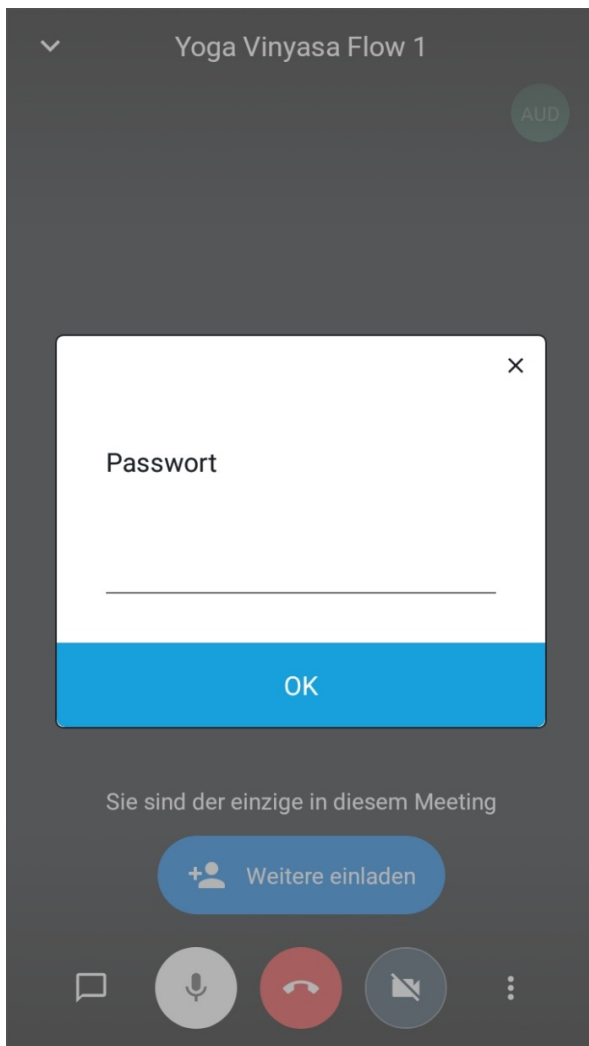 Yoga Vinyasa Flow 1
AUD
Passwort
OK
Sie sind der einzige in diesem Meeting
Weitere einladen